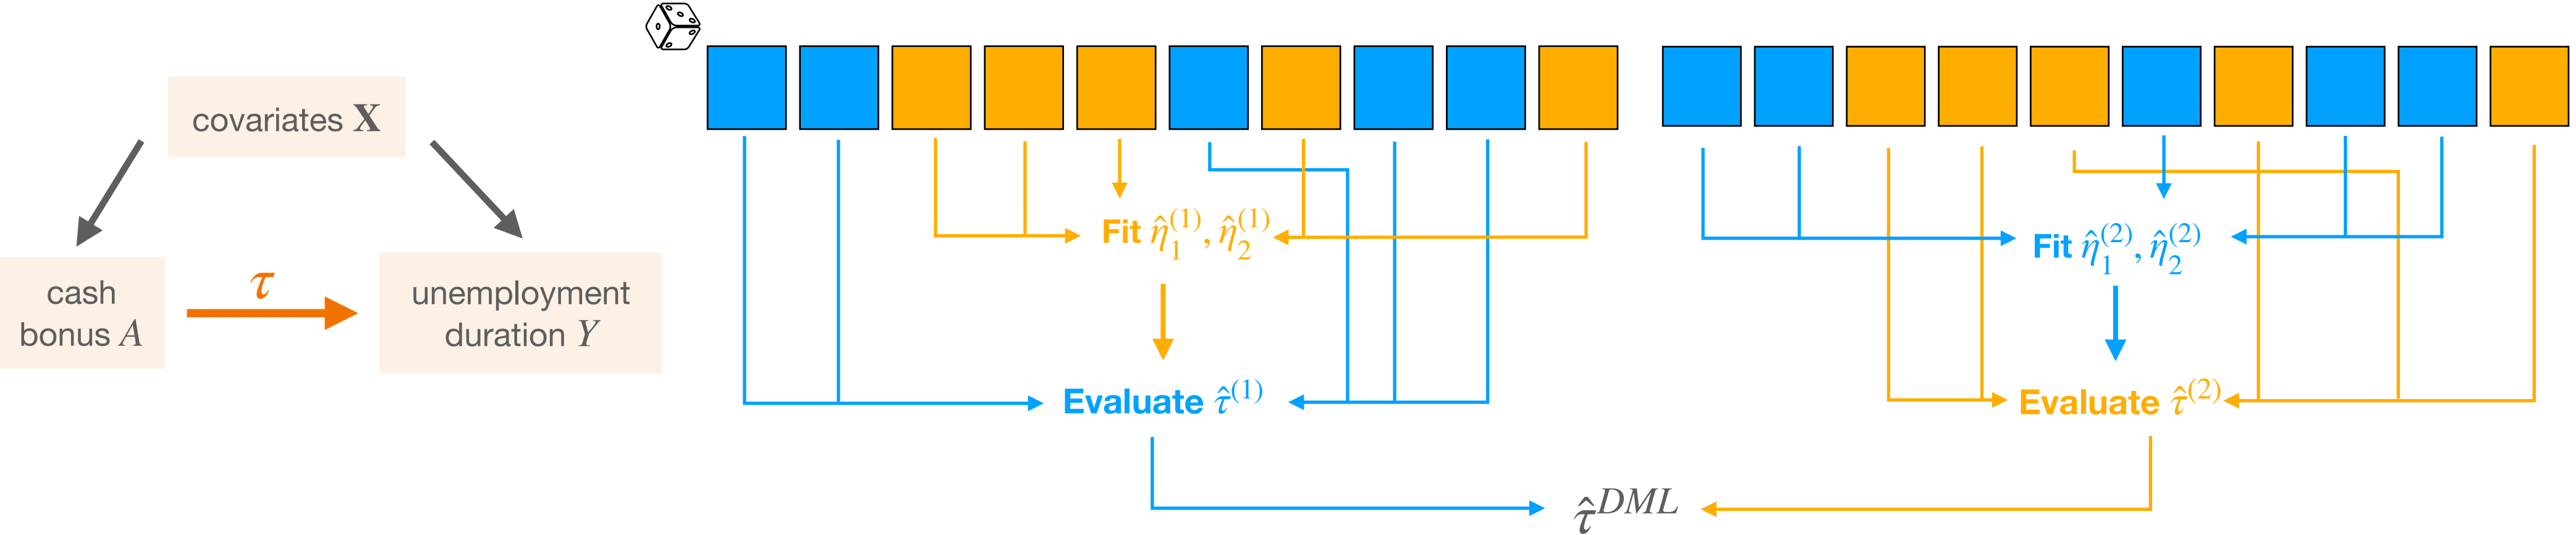 covariates X
cash
bonus A
τ
unemployment
duration Y
Fit η̂₁⁽¹⁾, η̂₂⁽¹⁾
Evaluate τ̂⁽¹⁾
Fit η̂₁⁽²⁾, η̂₂⁽²⁾
Evaluate τ̂⁽²⁾
τ̂^{DML}